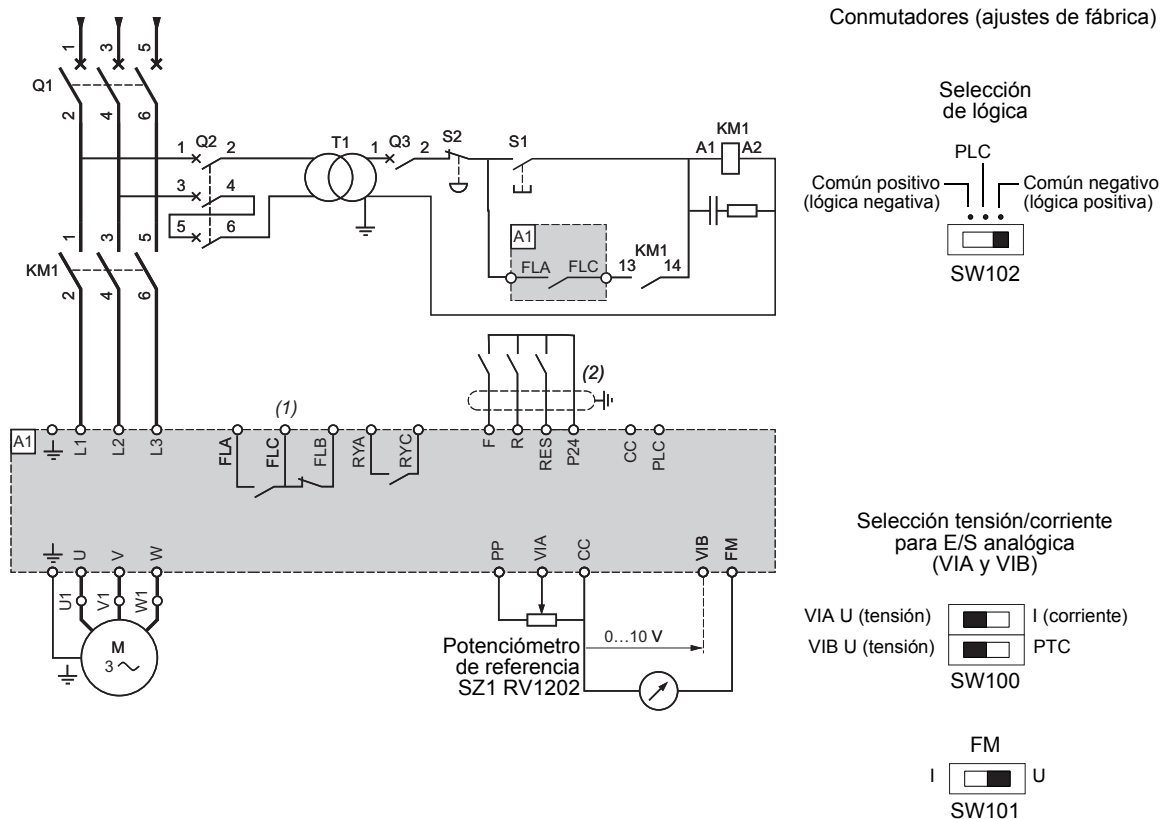 Conmutadores (ajustes de fábrica)
1 3 5
Q1
2 4 6
1 Q2 2
3 4
5 6
T1
1 Q3 2
S2
S1
KM1
A1 A2
A1
FLA FLC
KM1
13 14
1 3 5
KM1
2 4 6
Selección
de lógica
PLC
Común positivo
(lógica negativa)
Común negativo
(lógica positiva)
SW102
(1)
(2)
A1
L1 L2 L3 FLA FLC FLB RYA RYC F R RES P24 CC PLC
U V W PP VIA CC VIB FM
U1 V1 W1
M
3
Potenciómetro
de referencia
SZ1 RV1202
0…10 V
Selección tensión/corriente
para E/S analógica
(VIA y VIB)
VIA U (tensión) I (corriente)
VIB U (tensión) PTC
SW100
FM
I U
SW101